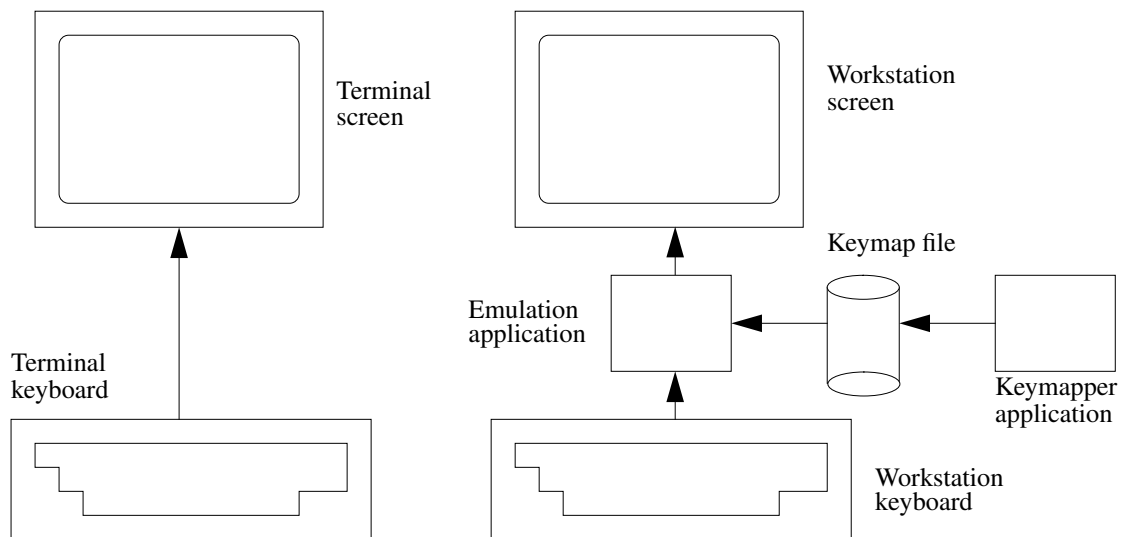 Terminal
screen
Terminal
keyboard
Workstation
screen
Keymap file
Emulation
application
Keymapper
application
Workstation
keyboard